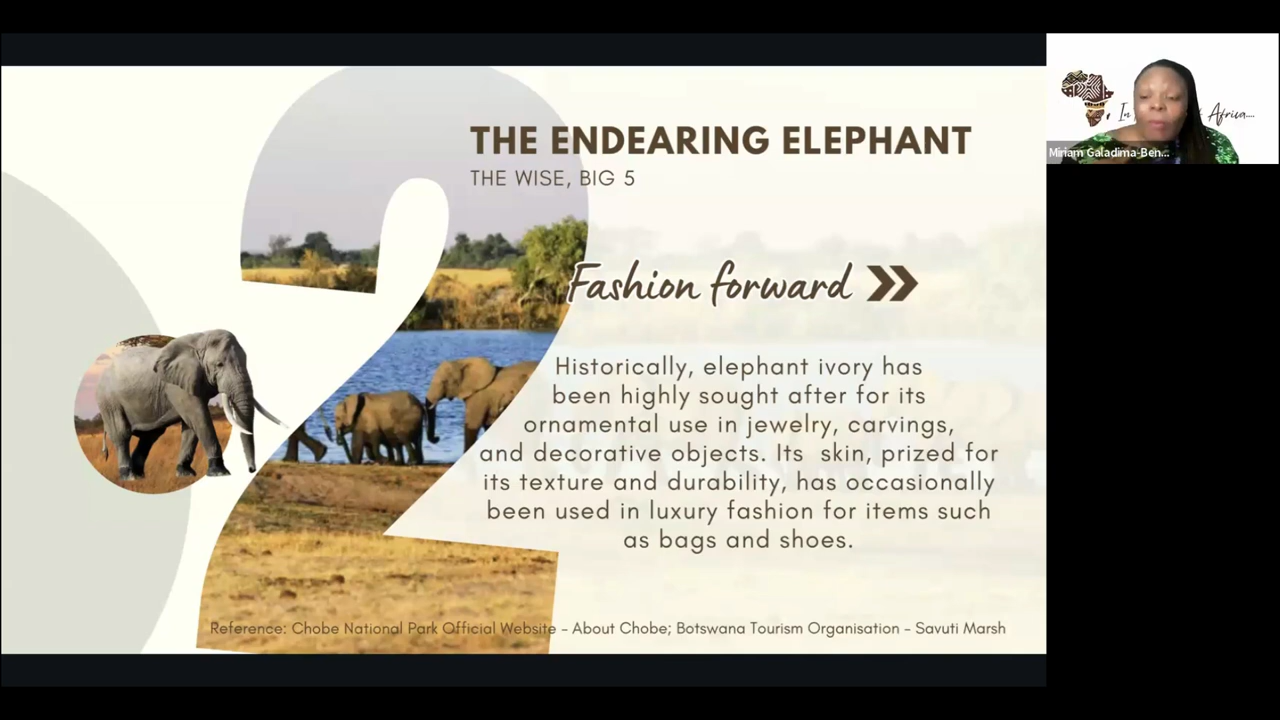 THE ENDEARING ELEPHANT
THE WISE, BIG 5
Fashion forward
Historically, elephant ivory has
been highly sought after for its
ornamental use in jewelry, carvings,
and decorative objects. Its skin, prized for
its texture and durability, has occasionally
been used in luxury fashion for items such
as bags and shoes.
Reference: Chobe National Park Official Website - About Chobe; Botswana Tourism Organisation - Savuti Marsh
In Africa....
Miriam Galadima-Ben...